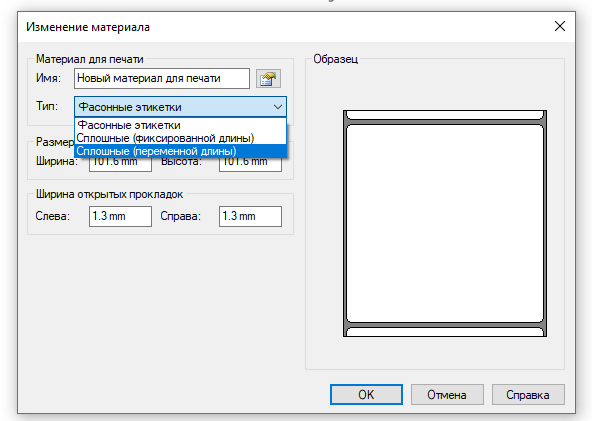 Изменение материала
Материал для печати
Имя: Новый материал для печати
Тип: Фасонные этикетки
Фасонные этикетки
Сплошные (фиксированной длины)
Сплошные (переменной длины)
Ширина: 101.6 mm Высота: 101.6 mm
Ширина открытых прокладок
Слева: 1.3 mm Справа: 1.3 mm
Образец
OK Отмена Справка